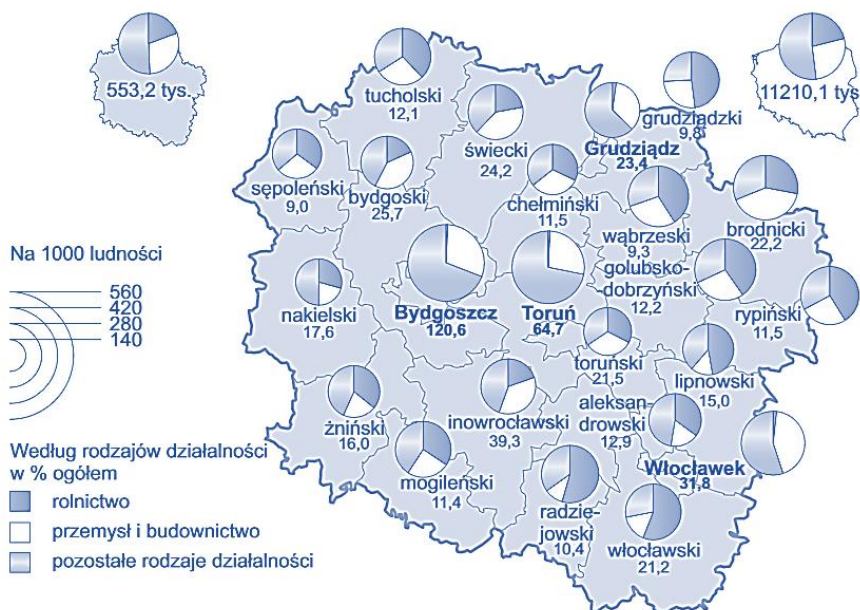 553,2 tys.
11210,1 tys
tucholski
12,1
świecki
24,2
grudziądzki
9,8
Grudziądz
23,4
sępoleński
9,0
bydgoski
25,7
chełmiński
11,5
wąbrzeski
9,3
brodnicki
22,2
golubsko-
dobrzyński
12,2
rypiński
11,5
Na 1000 ludności
560
420
280
140
nakielski
17,6
Bydgoszcz
120,6
Toruń
64,7
toruński
21,5
lipnowski
15,0
żniński
16,0
inowrocławski
39,3
aleksan-
drowski
12,9
Włocławek
31,8
mogileński
11,4
radzie-
jowski
10,4
włocławski
21,2
Według rodzajów działalności
w % ogółem
rolnictwo
przemysł i budownictwo
pozostałe rodzaje działalności